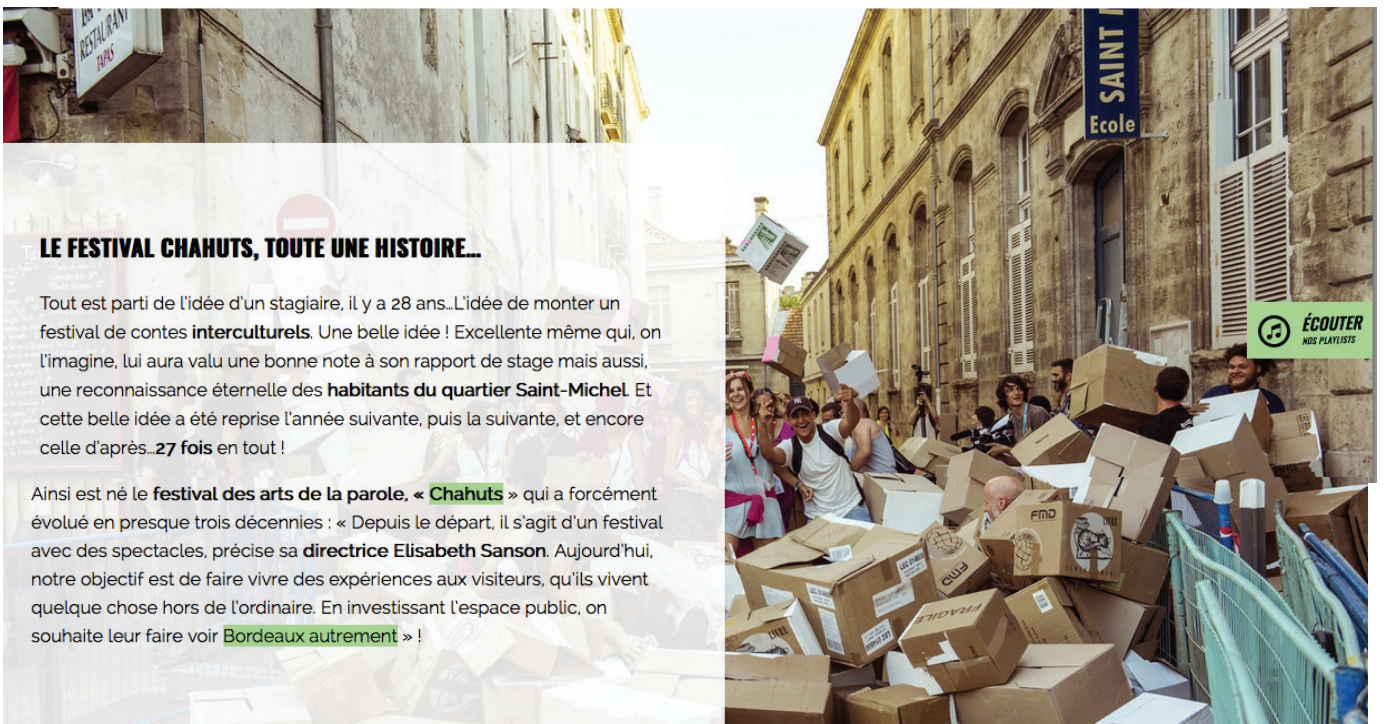 RESTAURANT
TAPAS
SAINT
Ecole
LE FESTIVAL CHAHUTS, TOUTE UNE HISTOIRE...
Tout est parti de l'idée d'un stagiaire, il y a 28 ans...L'idée de monter un
festival de contes interculturels. Une belle idée ! Excellente même qui, on
l'imagine, lui aura valu une bonne note à son rapport de stage mais aussi,
une reconnaissance éternelle des habitants du quartier Saint-Michel. Et
cette belle idée a été reprise l'année suivante, puis la suivante, et encore
celle d'après...27 fois en tout !
Ainsi est né le festival des arts de la parole, « Chahuts » qui a forcément
évolué en presque trois décennies : « Depuis le départ, il s'agit d'un festival
avec des spectacles, précise sa directrice Elisabeth Sanson. Aujourd'hui,
notre objectif est de faire vivre des expériences aux visiteurs, qu'ils vivent
quelque chose hors de l'ordinaire. En investissant l'espace public, on
souhaite leur faire voir Bordeaux autrement » !
ÉCOUTER
NOS PLAYLISTS
FMD
LIVRE
FMD
FRAGILE
LIVRE